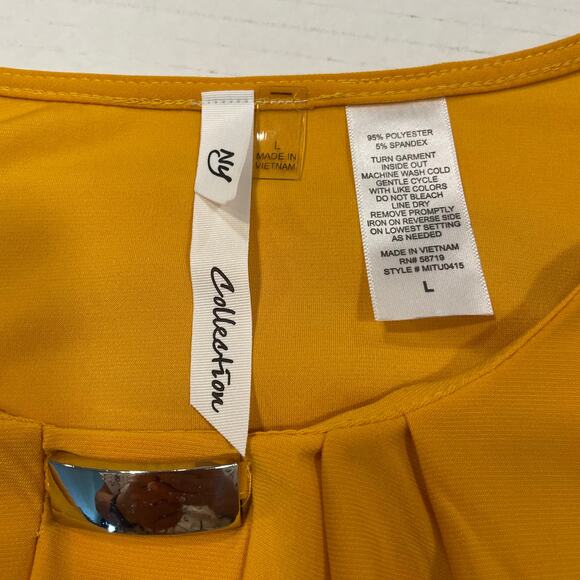 Ny
Collection
L
MADE IN
VIETNAM
95% POLYESTER
5% SPANDEX
TURN GARMENT
INSIDE OUT
MACHINE WASH COLD
GENTLE CYCLE
WITH LIKE COLORS
DO NOT BLEACH
LINE DRY
REMOVE PROMPTLY
IRON ON REVERSE SIDE
ON LOWEST SETTING
AS NEEDED
MADE IN VIETNAM
RN# 58719
STYLE # MITU0415
L